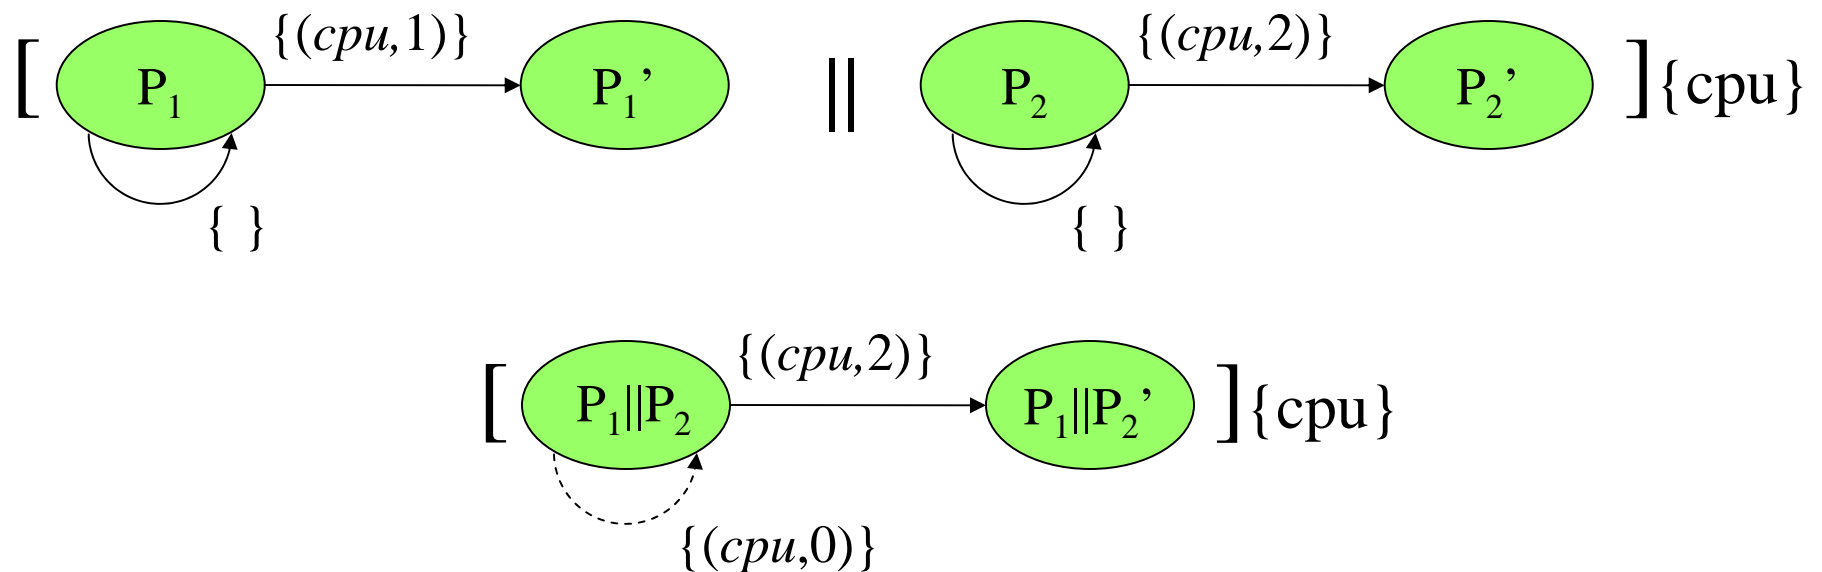 {(cpu,1)} {(cpu,2)}
[ P₁ P₁’ || P₂ P₂’ ]{cpu}
{ } { }
{(cpu,2)}
[ P₁||P₂ P₁||P₂’ ]{cpu}
{(cpu,0)}